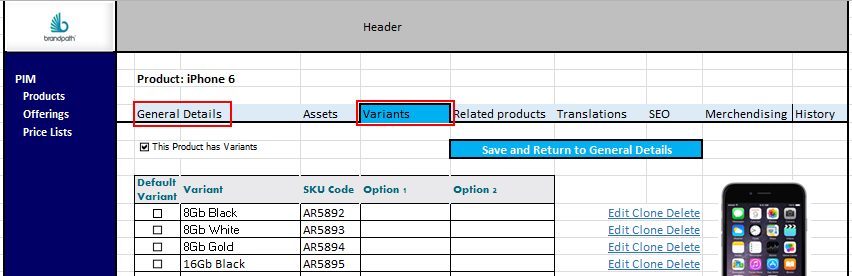 brandpath
Header
PIM
Products
Offerings
Price Lists
Product: iPhone 6
General Details Assets Variants Related products Translations SEO Merchendising History
This Product has Variants
Save and Return to General Details
Default Variant Variant SKU Code Option 1 Option 2
8Gb Black AR5892 Edit Clone Delete
8Gb White AR5893 Edit Clone Delete
8Gb Gold AR5894 Edit Clone Delete
16Gb Black AR5895 Edit Clone Delete